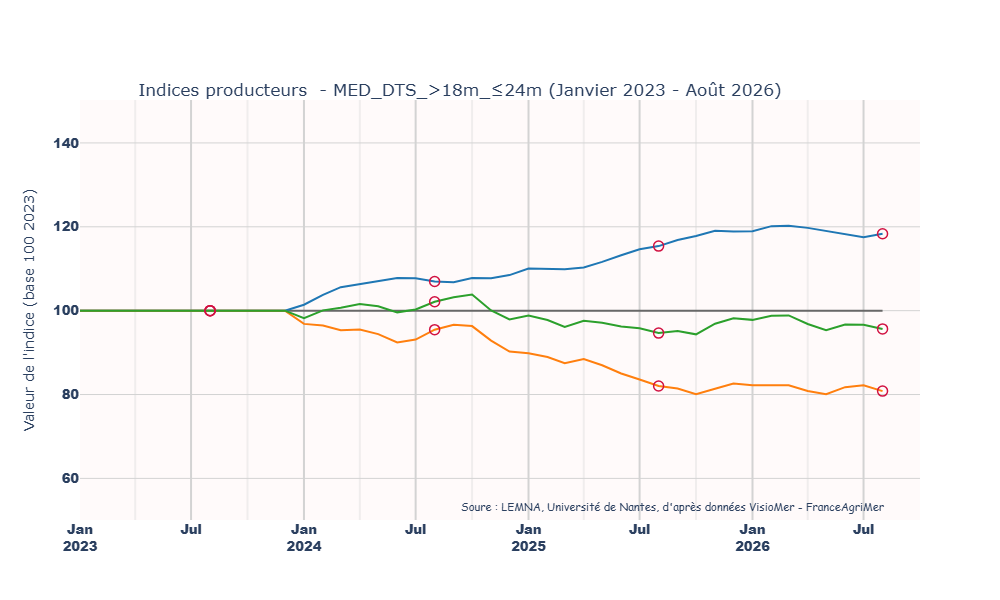 Indices producteurs  - MED_DTS_>18m_≤24m (Janvier 2023 - Août 2026)
Valeur de l'indice (base 100 2023)
140
120
100
80
60
Soure : LEMNA, Université de Nantes, d'après données VisioMer - FranceAgriMer
Jan Jul Jan Jul Jan Jul Jan Jul
2023 2024 2025 2026